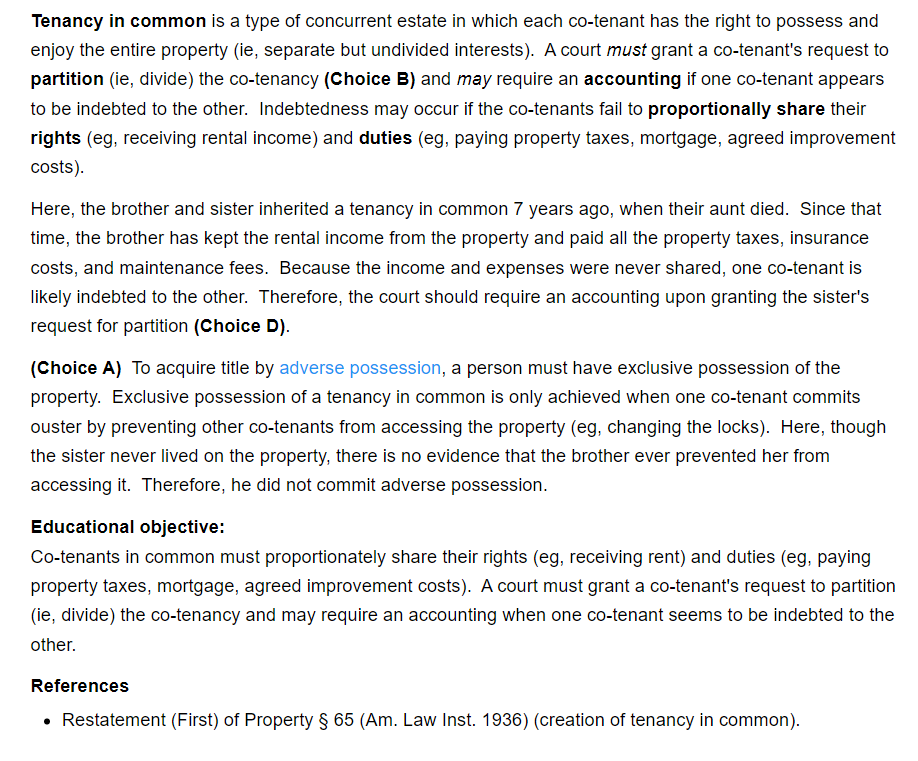 Tenancy in common is a type of concurrent estate in which each co-tenant has the right to possess and
enjoy the entire property (ie, separate but undivided interests).  A court must grant a co-tenant's request to
partition (ie, divide) the co-tenancy (Choice B) and may require an accounting if one co-tenant appears
to be indebted to the other.  Indebtedness may occur if the co-tenants fail to proportionally share their
rights (eg, receiving rental income) and duties (eg, paying property taxes, mortgage, agreed improvement
costs).
Here, the brother and sister inherited a tenancy in common 7 years ago, when their aunt died.  Since that
time, the brother has kept the rental income from the property and paid all the property taxes, insurance
costs, and maintenance fees.  Because the income and expenses were never shared, one co-tenant is
likely indebted to the other.  Therefore, the court should require an accounting upon granting the sister's
request for partition (Choice D).
(Choice A)  To acquire title by adverse possession, a person must have exclusive possession of the
property.  Exclusive possession of a tenancy in common is only achieved when one co-tenant commits
ouster by preventing other co-tenants from accessing the property (eg, changing the locks).  Here, though
the sister never lived on the property, there is no evidence that the brother ever prevented her from
accessing it.  Therefore, he did not commit adverse possession.
Educational objective:
Co-tenants in common must proportionately share their rights (eg, receiving rent) and duties (eg, paying
property taxes, mortgage, agreed improvement costs).  A court must grant a co-tenant's request to partition
(ie, divide) the co-tenancy and may require an accounting when one co-tenant seems to be indebted to the
other.
References
• Restatement (First) of Property § 65 (Am. Law Inst. 1936) (creation of tenancy in common).